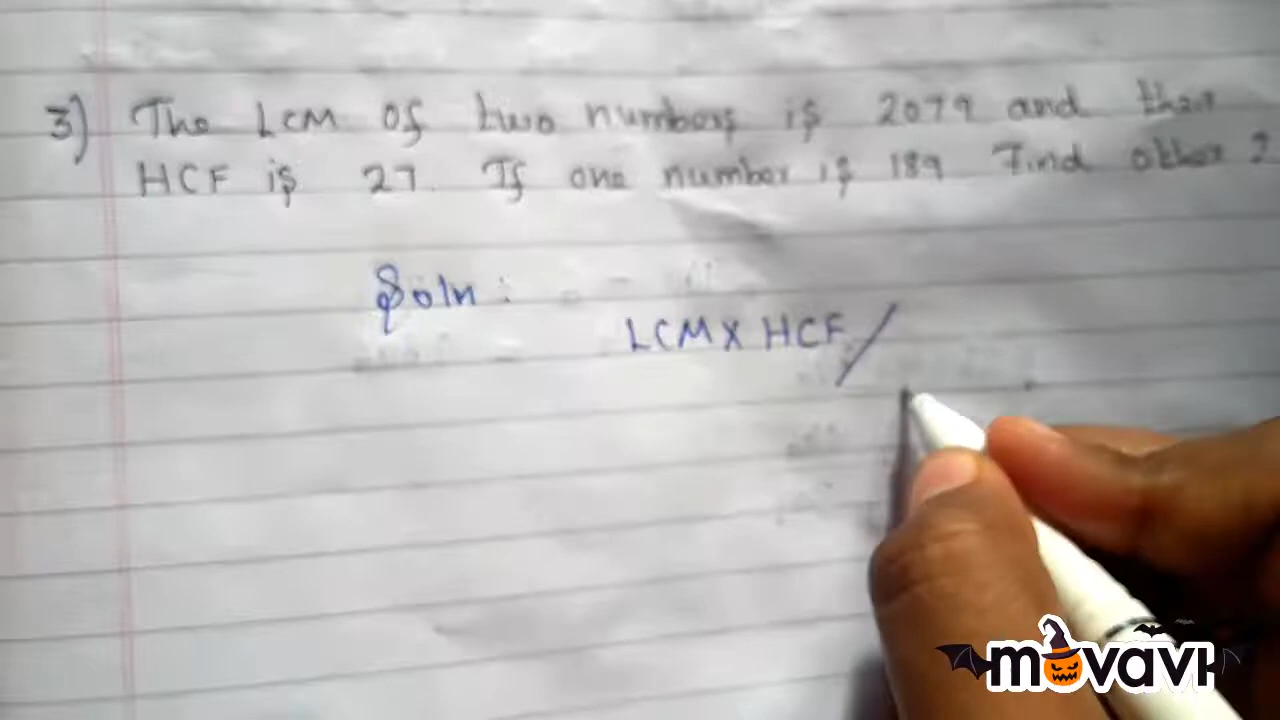 3) The LCM of two numbers is 2079 and their
HCF is 27. If one number is 189 Find other ?
Soln :
LCM X HCF /
movavi